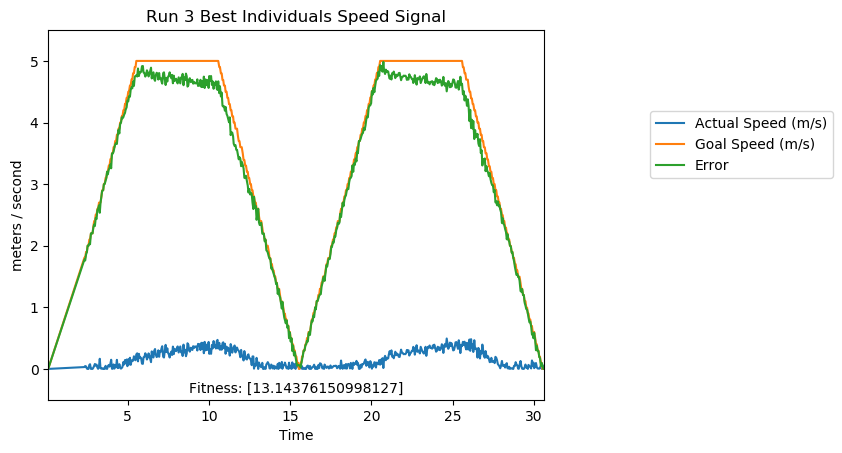 Run 3 Best Individuals Speed Signal
meters / second
5
4
3
2
1
0
Fitness: [13.14376150998127]
5 10 15 20 25 30
Time
Actual Speed (m/s)
Goal Speed (m/s)
Error